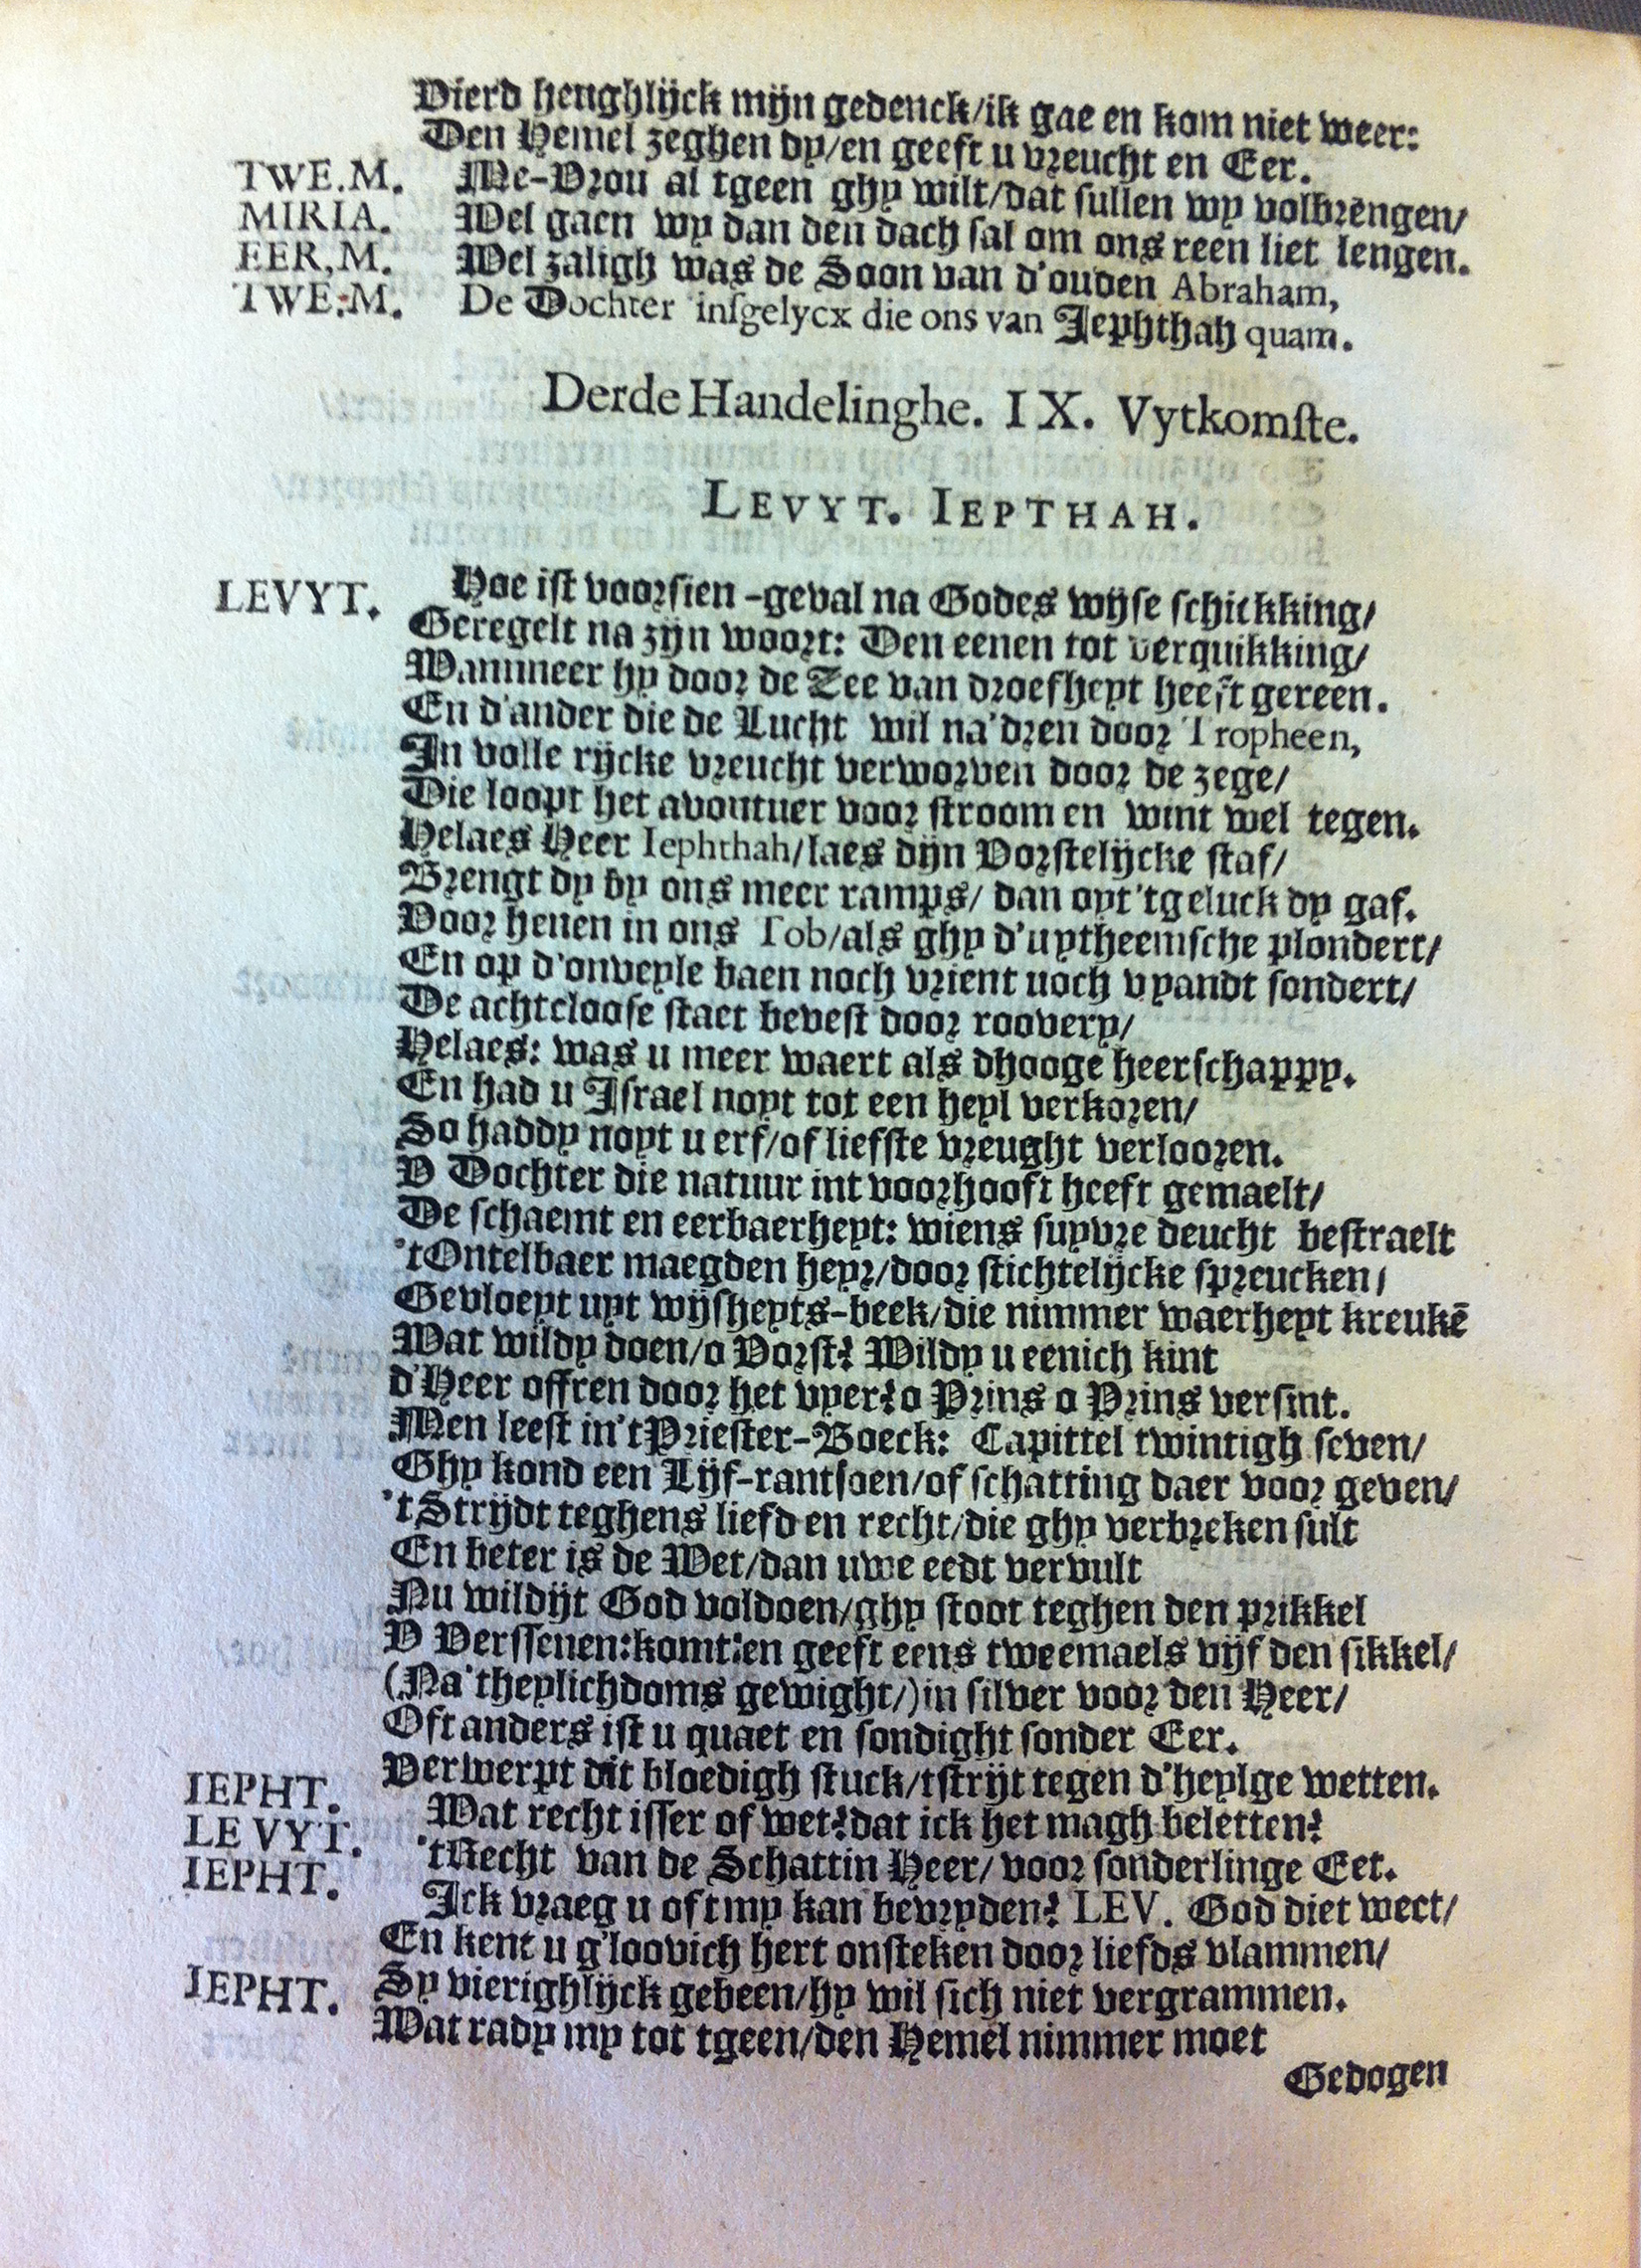 Vierd heughlijck mijn gedenck/ik gae en kom niet weer:
Den Hemel zeghen dy/en geeft u vreucht en Eer.
TWE.M. Me-Vrou al tgeen ghy wilt/dat sullen wy volbrengen/
MIRIA. Wel gaen wy dan den dach sal om ons reen liet lengen.
EER,M. Wel zaligh was de Soon van d'ouden Abraham,
TWE.M. De Dochter insgelycx die ons van Jephthah quam.
Derde Handelinghe. IX. Vytkomste.
LEVYT. IEPTHAH.
LEVYT. Hoe ist voorsien-geval na Godes wijse schickking/
Geregelt na zijn woort: Den eenen tot verquikking/
Wanmeer hy door de Zee van droefheyt heeft gereen.
En d'ander die de Lucht wil na'dren door Tropheen,
In volle rijcke vreucht verworven door de zege/
Die loopt het avontuer voor stroom en wint wel tegen.
Helaes Heer Iephthah/laes dijn Vorstelijcke staf/
Brengt dy by ons meer ramps/ dan oyt'tgeluck dy gaf.
Voor henen in ons Tob/als ghy d'uytheemsche plondert/
En op d'onveyle baen noch vrient noch vyandt sondert/
De achtcloose staet bevest door roovery/
Helaes: was u meer waert als dhooge heerschappy.
En had u Israel noyt tot een heyl verkoren/
So haddy noyt u erf/of liefste vreught verlooren.
V Dochter die natuur int voorhooft heeft gemaelt/
De schaemt en eerbaerheyt: wiens suyvre deucht bestraelt
'tOntelbaer maegden heyr/door stichtelijcke spreucken/
Gevloeyt uyt wijsheyts-beek/die nimmer waerheyt kreukē
Wat wildy doen/o Vorst? Wildy u eenich kint
d'Heer offren door het vyer? o Prins o Prins versint.
Men leest in't Priester-Boeck: Capittel twintigh seven/
Ghy kond een Lijf-rantsoen/of schatting daer voor geven/
'tStrijdt teghens liefd en recht/die ghy verbreken sult
En beter is de Wet/dan uwe eedt vervult
Nu wildijt God voldoen/ghy stoot teghen den prikkel
V Verssenen:komt:en geeft eens tweemaels vijf den sikkel/
(Na'theylichdoms gewight/)in silver voor den Heer/
Oft anders ist u quaet en sondight sonder Eer.
Verwerpt dit bloedigh stuck/tstrijt tegen d'heylge wetten.
IEPHT. Wat recht isser of wet? dat ick het magh beletten?
LEVYT. 'tRecht van de Schattin Heer/ voor sonderlinge Eer.
IEPHT. Ick vraeg u oft my kan bevryden? LEV. God diet weet/
En kent u g'loovich hert onsteken door liefds vlammen/
Sy vierighlijck gebeen/hy wil sich niet vergrammen.
IEPHT. Wat rady my tot tgeen/den Hemel nimmer moet
Gedogen